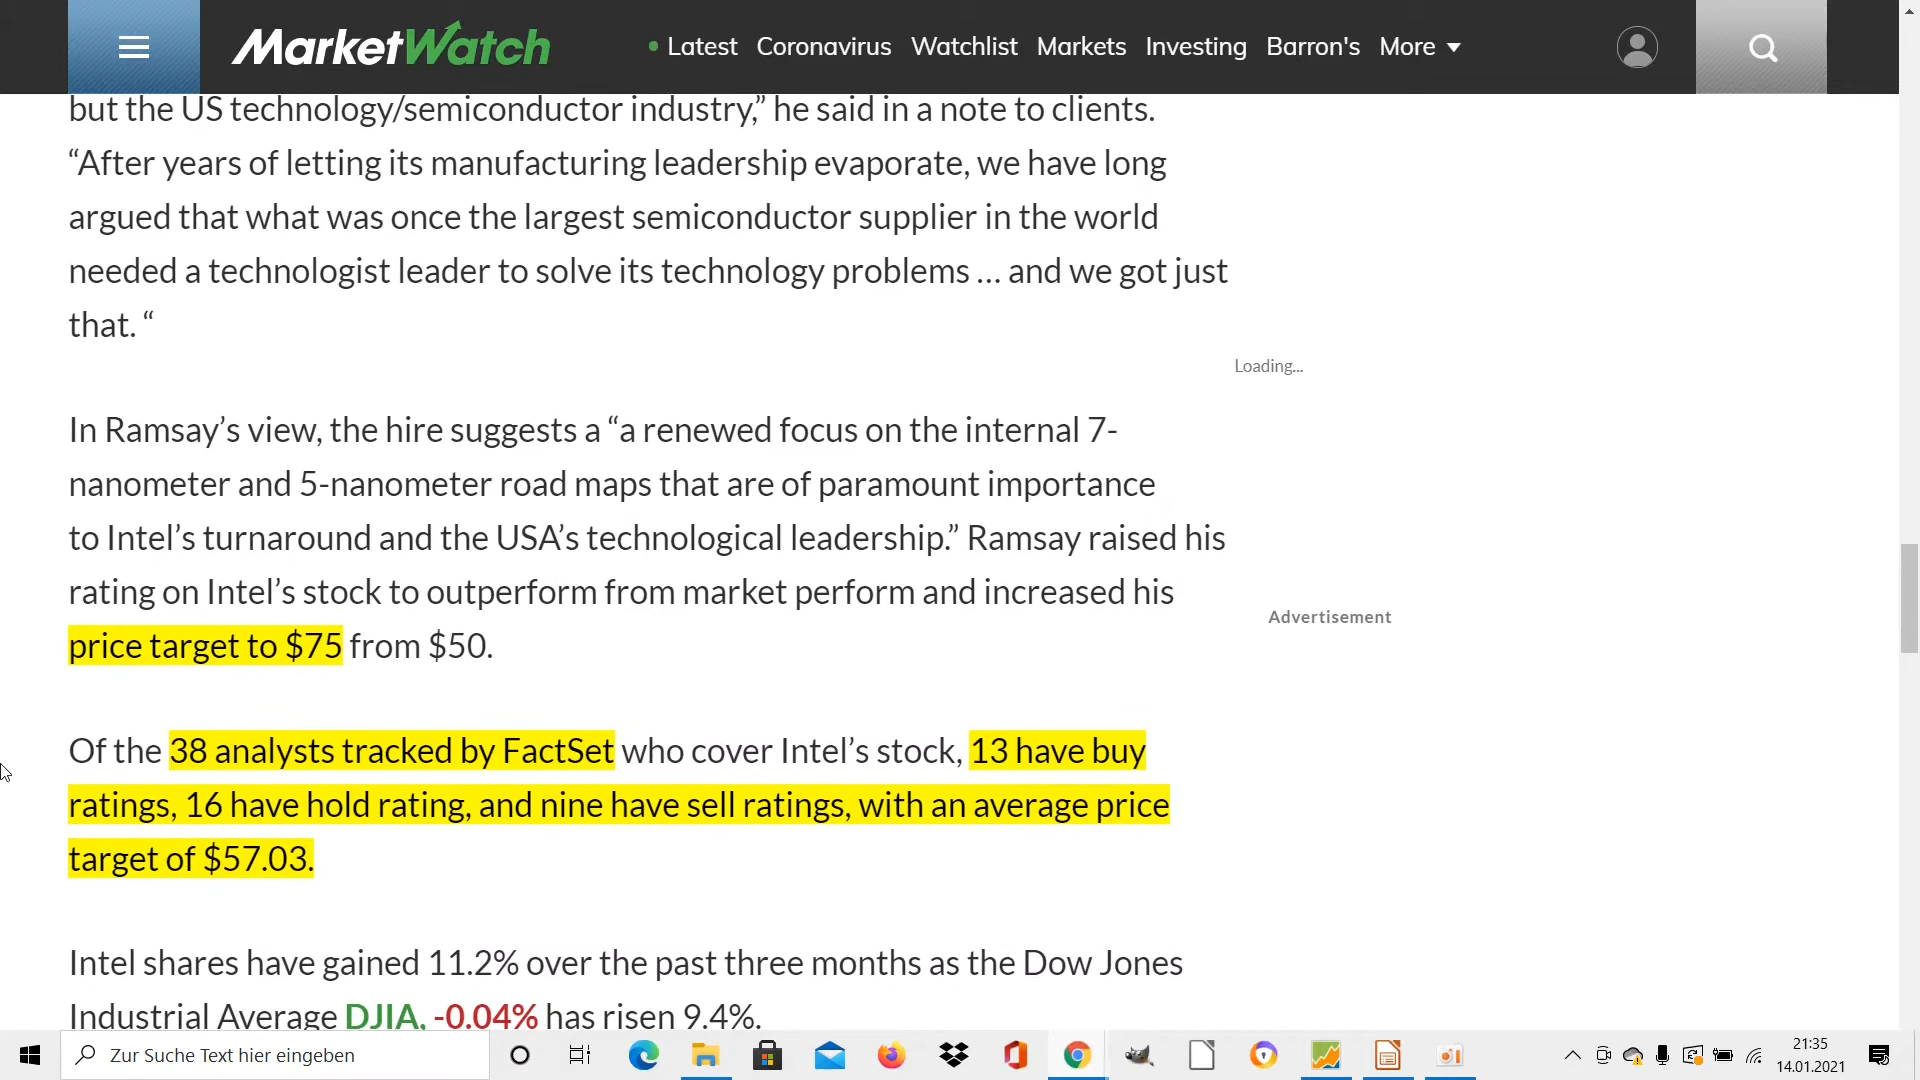 MarketWatch
Latest Coronavirus Watchlist Markets Investing Barron's More
but the US technology/semiconductor industry,” he said in a note to clients.
“After years of letting its manufacturing leadership evaporate, we have long
argued that what was once the largest semiconductor supplier in the world
needed a technologist leader to solve its technology problems … and we got just
that. “
Loading...
In Ramsay’s view, the hire suggests a “a renewed focus on the internal 7-
nanometer and 5-nanometer road maps that are of paramount importance
to Intel’s turnaround and the USA’s technological leadership.” Ramsay raised his
rating on Intel’s stock to outperform from market perform and increased his
price target to $75 from $50.
Advertisement
Of the 38 analysts tracked by FactSet who cover Intel’s stock, 13 have buy
ratings, 16 have hold rating, and nine have sell ratings, with an average price
target of $57.03.
Intel shares have gained 11.2% over the past three months as the Dow Jones
Industrial Average DJIA, -0.04% has risen 9.4%.
Zur Suche Text hier eingeben
21:35
14.01.2021